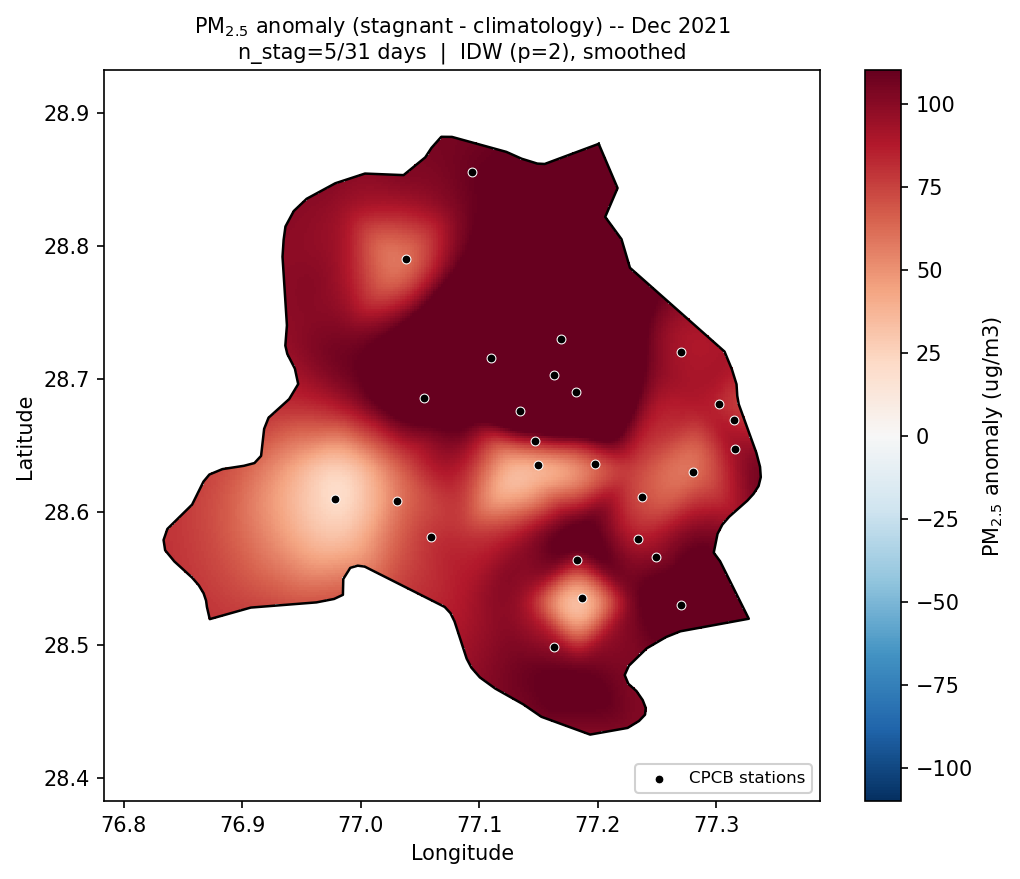 PM2.5 anomaly (stagnant - climatology) -- Dec 2021
n_stag=5/31 days | IDW (p=2), smoothed
Latitude
28.9
28.8
28.7
28.6
28.5
28.4
76.8 76.9 77.0 77.1 77.2 77.3
Longitude
CPCB stations
100
75
50
25
0
−25
−50
−75
−100
PM2.5 anomaly (ug/m3)